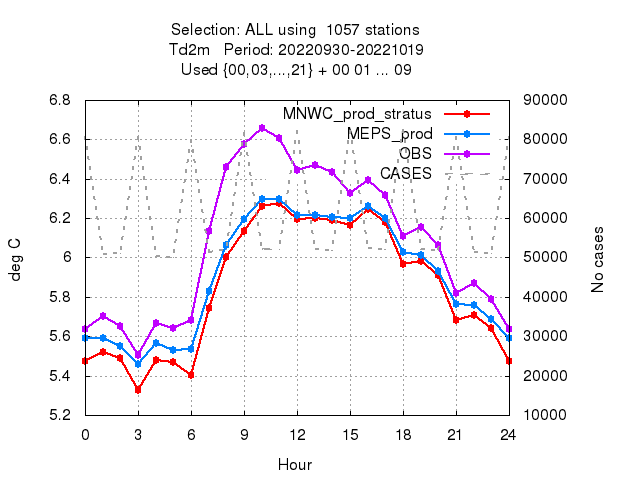 Selection: ALL using  1057 stations
Td2m   Period: 20220930-20221019
Used {00,03,...,21} + 00 01 ... 09
6.8
6.6
6.4
6.2
6
5.8
5.6
5.4
5.2
deg C
90000
80000
70000
60000
50000
40000
30000
20000
10000
No cases
MNWC_prod_stratus
MEPS_prod
OBS
CASES
0 3 6 9 12 15 18 21 24
Hour